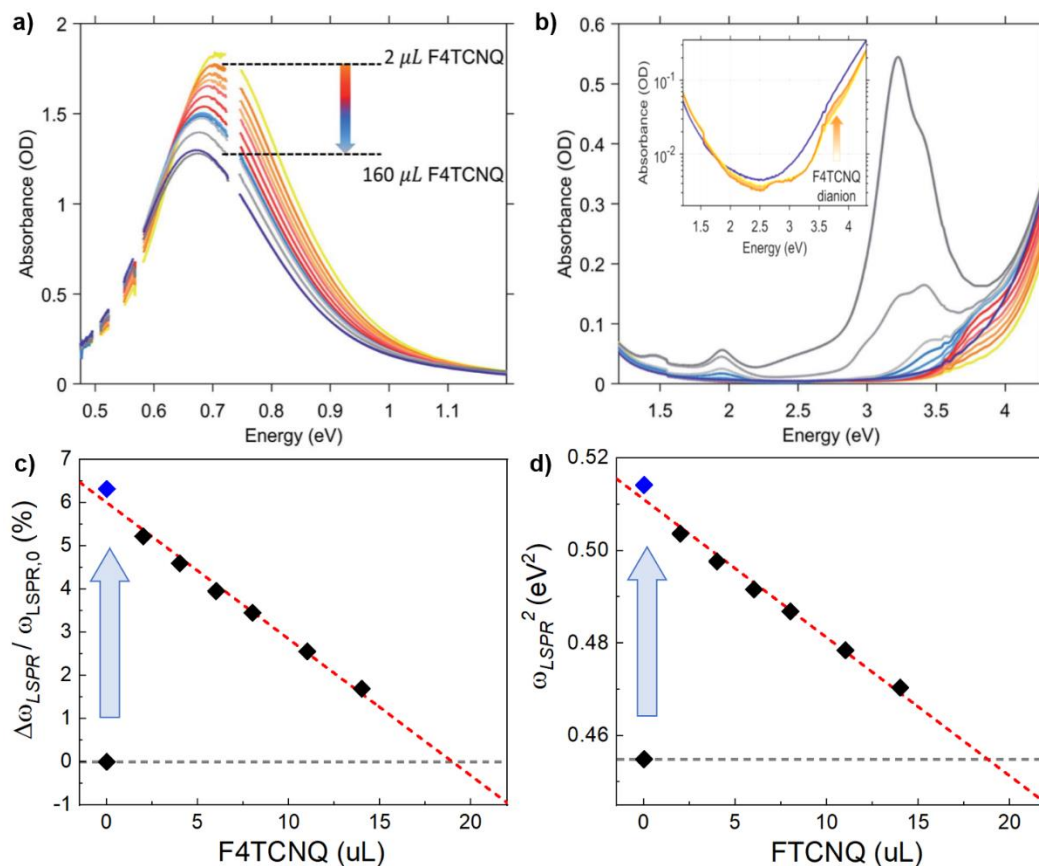 a)
2
1.5
1
0.5
0
Absorbance (OD)
2 μL F4TCNQ
160 μL F4TCNQ
0.5 0.6 0.7 0.8 0.9 1 1.1
Energy (eV)
b)
0.6
0.5
0.4
0.3
0.2
0.1
0
Absorbance (OD)
10⁻¹
10⁻²
Absorbance (OD)
F4TCNQ
dianion
1.5 2 2.5 3 3.5 4
Energy (eV)
1.5 2 2.5 3 3.5 4
Energy (eV)
c)
7
6
5
4
3
2
1
0
-1
Δω_LSPR / ω_LSPR,0 (%)
0 5 10 15 20
F4TCNQ (uL)
d)
0.52
0.50
0.48
0.46
ω_LSPR² (eV²)
0 5 10 15 20
FTCNQ (uL)